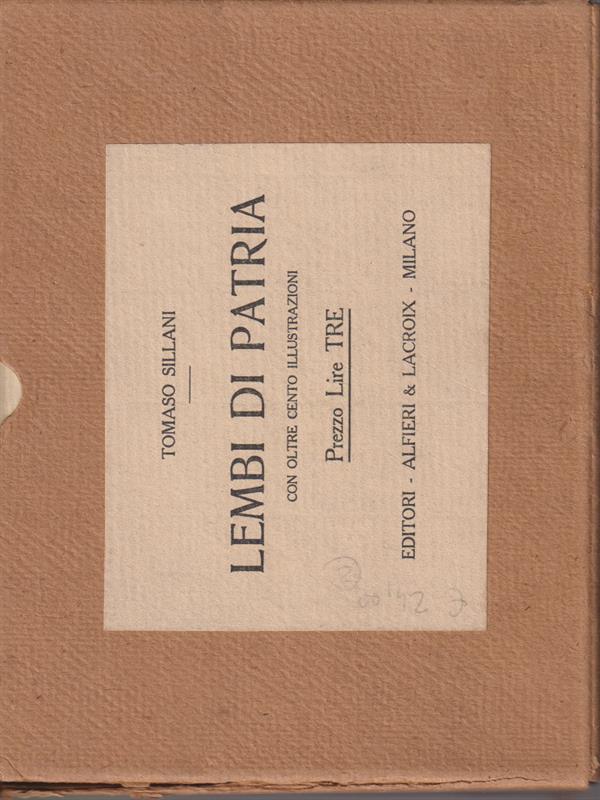 TOMASO SILLANI
LEMBI DI PATRIA
CON OLTRE CENTO ILLUSTRAZIONI
Prezzo Lire TRE
EDITORI - ALFIERI & LACROIX - MILANO